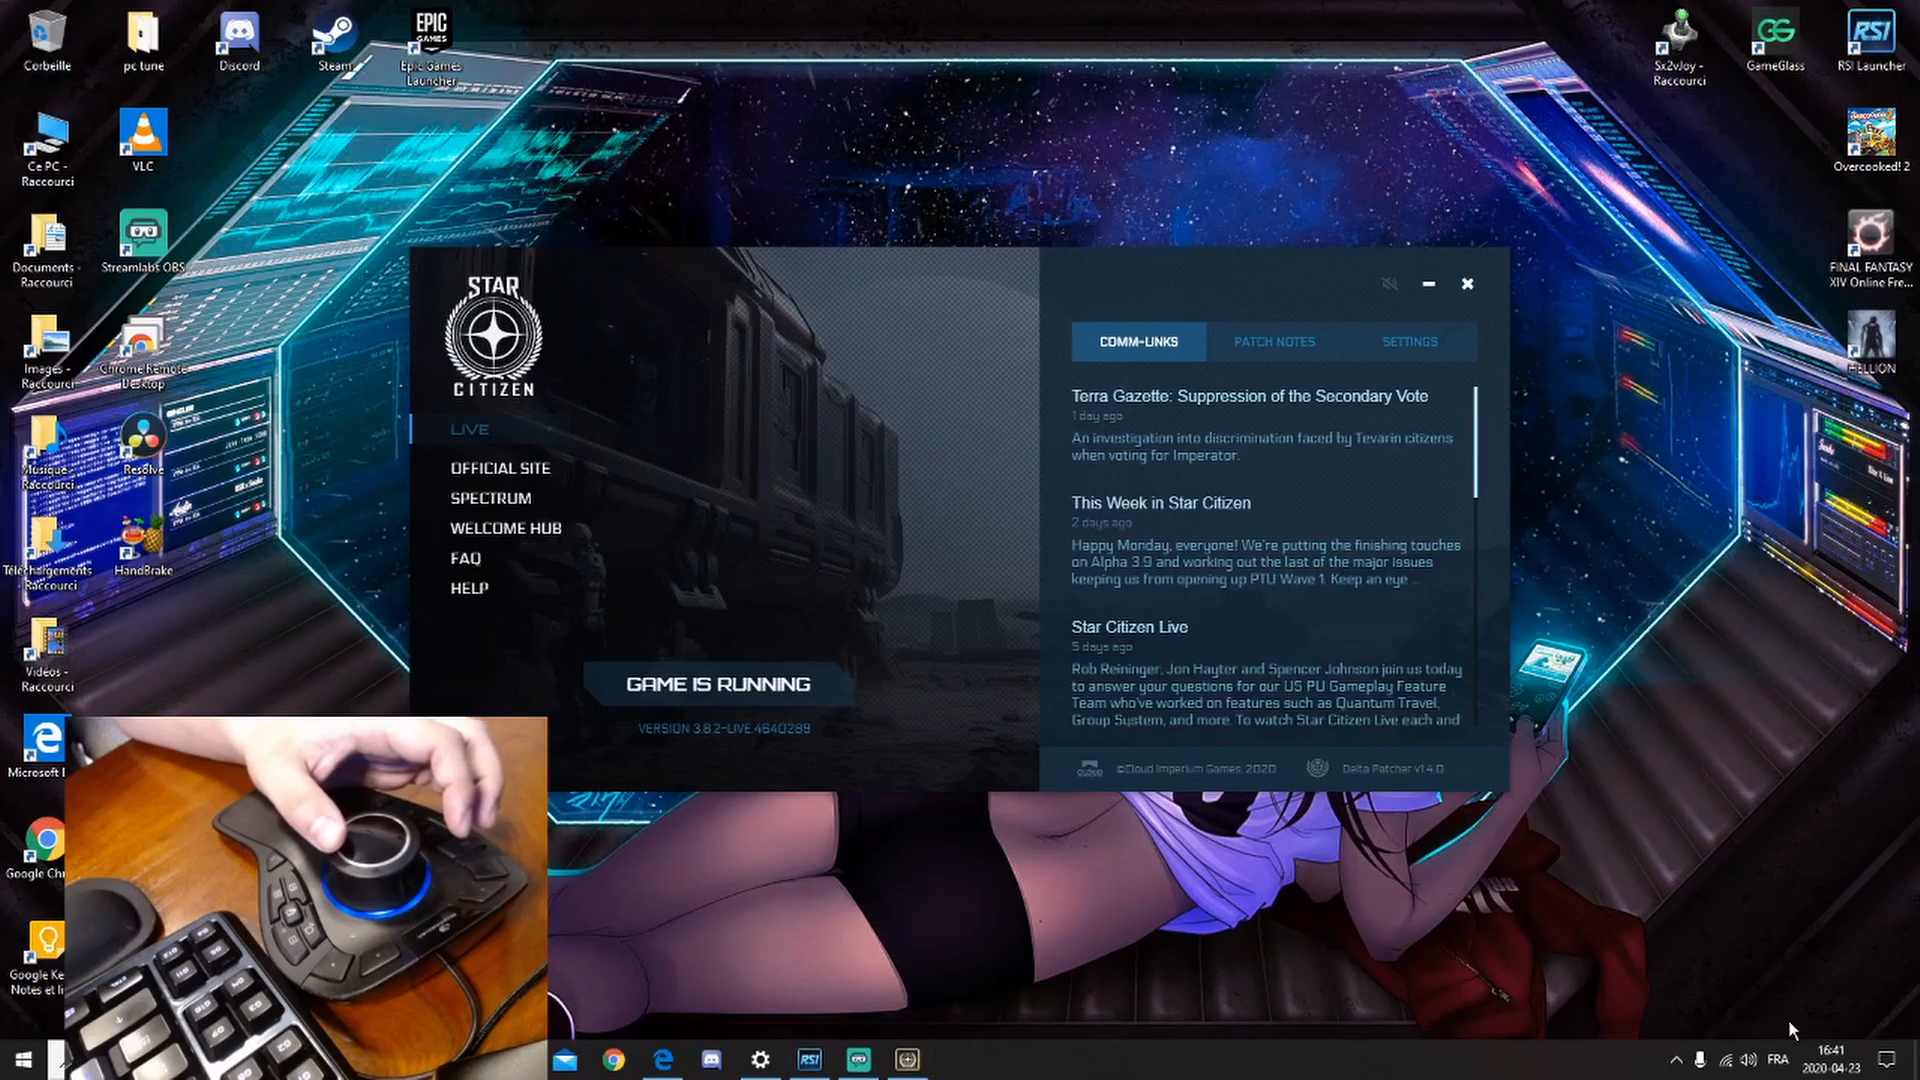 Corbeille
pc tune
Discord
Steam
EPIC
GAMES
Epic Games
Launcher
Sx2vJoy -
Raccourci
GameGlass
RSI
RSI Launcher
Ce PC -
Raccourci
VLC
Overcooked! 2
Documents -
Raccourci
Streamlabs OBS
FINAL FANTASY
XIV Online Fre...
Images -
Raccourci
Chrome Remote
Desktop
HELLION
Musique -
Raccourci
Resolve
Téléchargements
- Raccourci
HandBrake
Vidéos -
Raccourci
Microsoft
Google Chr
Google Ke
Notes et li
STAR
CITIZEN
LIVE
OFFICIAL SITE
SPECTRUM
WELCOME HUB
FAQ
HELP
GAME IS RUNNING
VERSION 3.8.2-LIVE.4640289
COMM-LINKS
PATCH NOTES
SETTINGS
Terra Gazette: Suppression of the Secondary Vote
1 day ago
An investigation into discrimination faced by Tevarin citizens
when voting for Imperator.
This Week in Star Citizen
2 days ago
Happy Monday, everyone! We're putting the finishing touches
on Alpha 3.9 and working out the last of the major issues
keeping us from opening up PTU Wave 1. Keep an eye ...
Star Citizen Live
5 days ago
Rob Reininger, Jon Hayter and Spencer Johnson join us today
to answer your questions for our US PU Gameplay Feature
Team who've worked on features such as Quantum Travel,
Group System, and more. To watch Star Citizen Live each and
©Cloud Imperium Games, 2020
Delta Patcher v1.4.0
RSI
FRA
16:41
2020-04-23